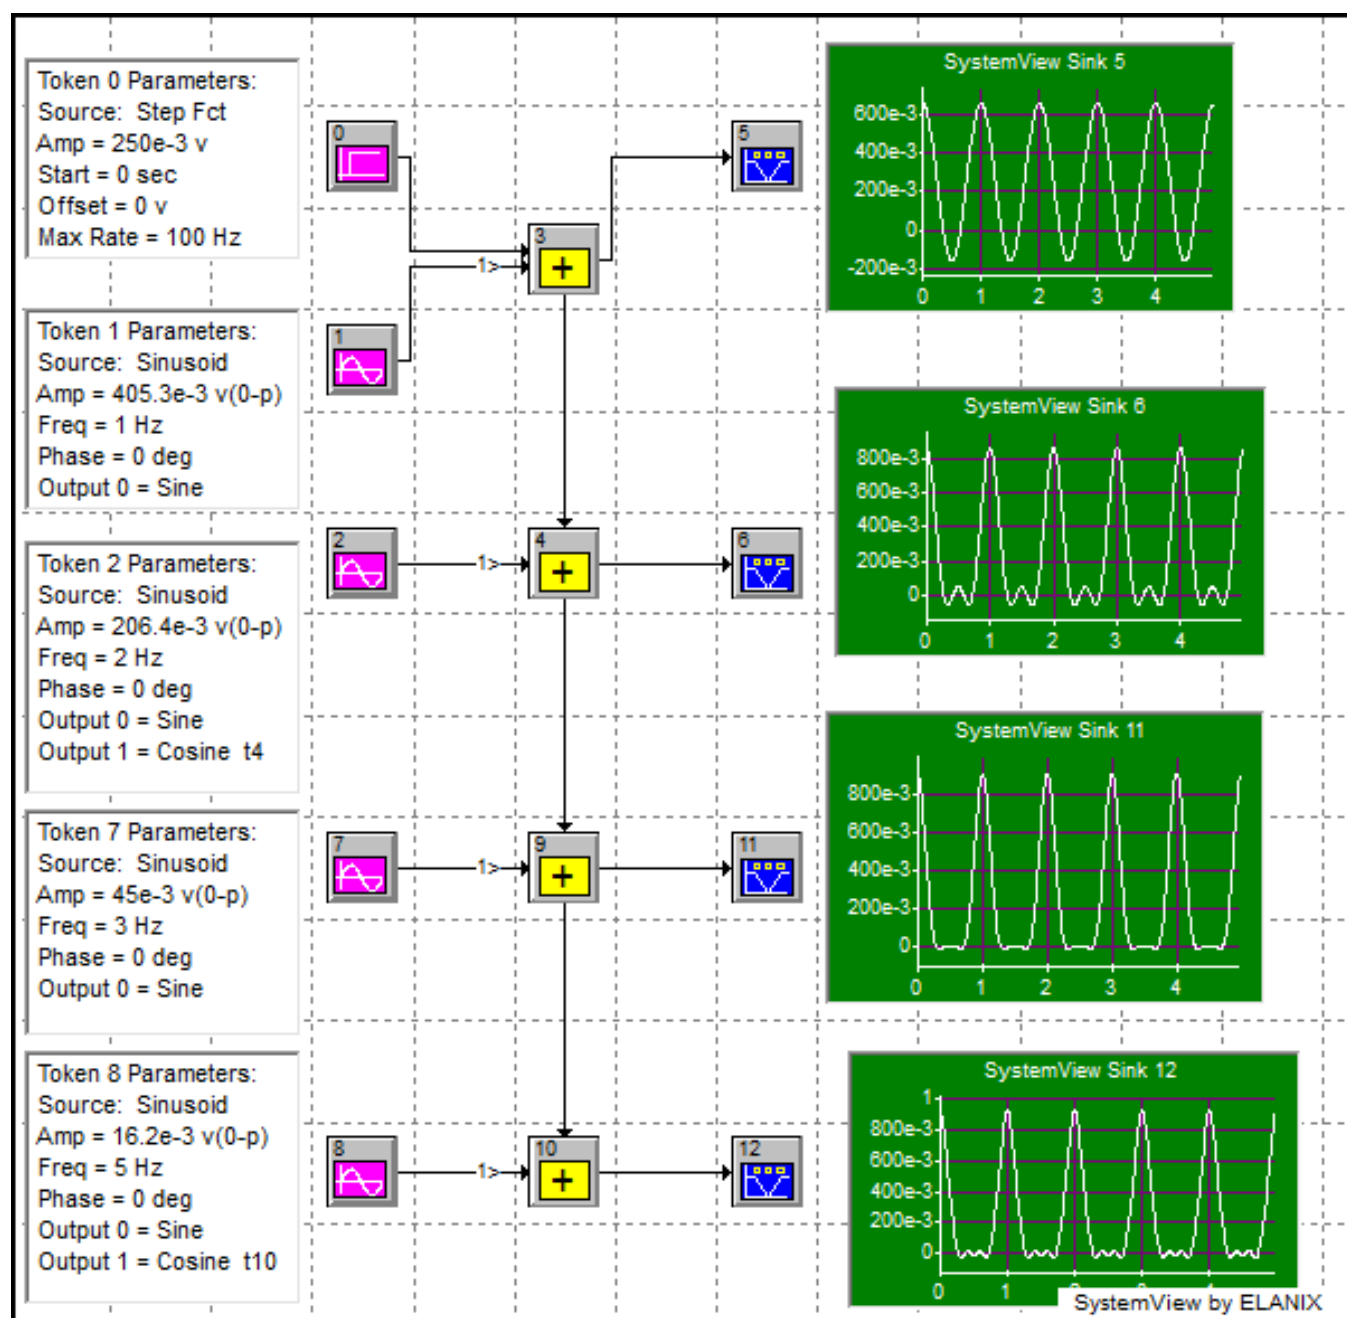 Token 0 Parameters:
Source:  Step Fct
Amp = 250e-3 v
Start = 0 sec
Offset = 0 v
Max Rate = 100 Hz
Token 1 Parameters:
Source:  Sinusoid
Amp = 405.3e-3 v(0-p)
Freq = 1 Hz
Phase = 0 deg
Output 0 = Sine
Token 2 Parameters:
Source:  Sinusoid
Amp = 206.4e-3 v(0-p)
Freq = 2 Hz
Phase = 0 deg
Output 0 = Sine
Output 1 = Cosine  t4
Token 7 Parameters:
Source:  Sinusoid
Amp = 45e-3 v(0-p)
Freq = 3 Hz
Phase = 0 deg
Output 0 = Sine
Token 8 Parameters:
Source:  Sinusoid
Amp = 16.2e-3 v(0-p)
Freq = 5 Hz
Phase = 0 deg
Output 0 = Sine
Output 1 = Cosine  t10
0
5
3
+
1>
1
2
1>
4
+
6
7
1>
9
+
11
8
1>
10
+
12
SystemView Sink 5
600e-3
400e-3
200e-3
0
-200e-3
0 1 2 3 4
SystemView Sink 6
800e-3
600e-3
400e-3
200e-3
0
0 1 2 3 4
SystemView Sink 11
800e-3
600e-3
400e-3
200e-3
0
0 1 2 3 4
SystemView Sink 12
1
800e-3
600e-3
400e-3
200e-3
0
0 1
SystemView by ELANIX